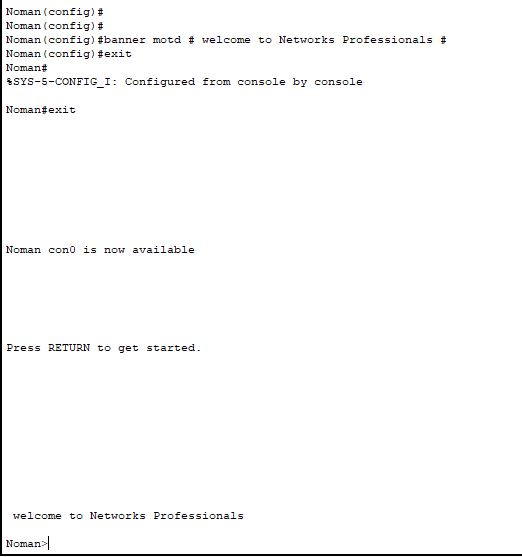 Noman(config)#
Noman(config)#
Noman(config)#banner motd # welcome to Networks Professionals #
Noman(config)#exit
Noman#
%SYS-5-CONFIG_I: Configured from console by console
Noman#exit
Noman con0 is now available
Press RETURN to get started.
welcome to Networks Professionals
Noman>